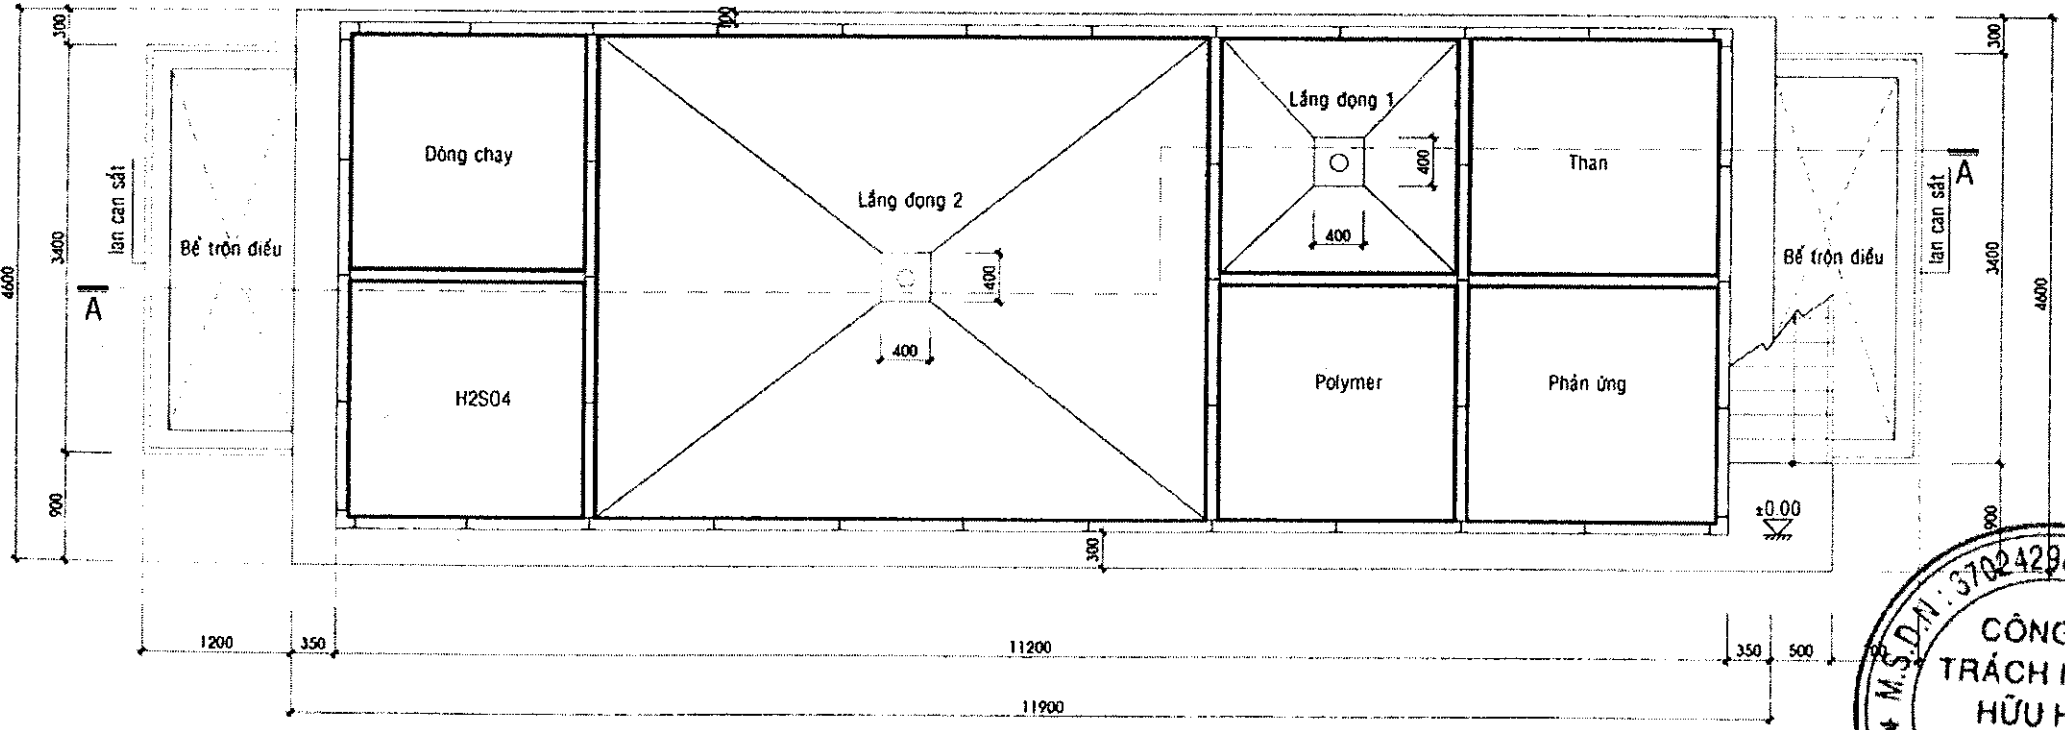 300
3400
900
4600
lan can sắt
A
Bể trộn điều
Dòng chảy
H2SO4
Lắng đọng 2
400
400
Lắng đọng 1
400
400
Than
Polymer
Phản ứng
Bể trộn điều
lan can sắt
A
300
3400
900
4600
±0.00
300
1200
350
11200
350
500
11900
M.S.D.N: 3702429
CÔNG
TRÁCH
HỮU H